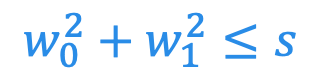 w₀² + w₁² ≤ s